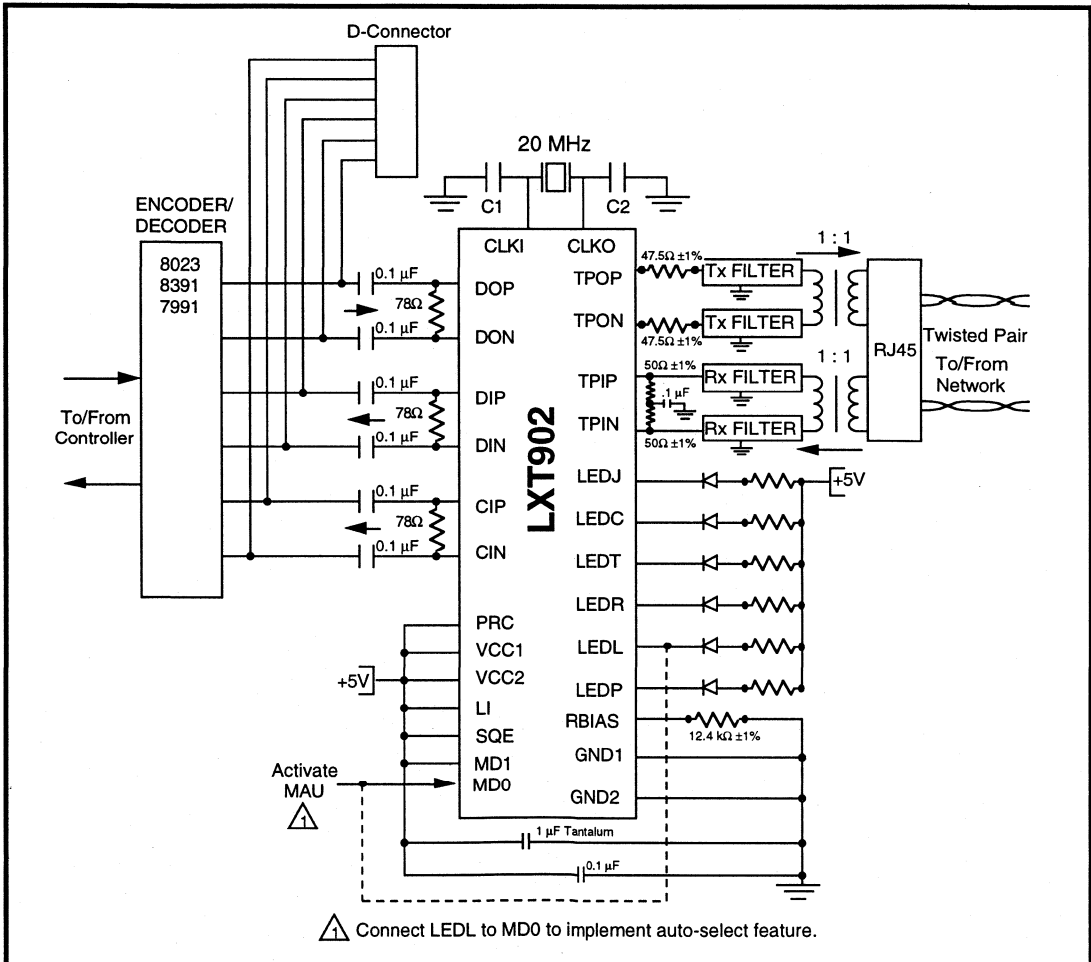 D-Connector
20 MHz
C1
C2
ENCODER/
DECODER
8023
8391
7991
To/From
Controller
0.1 µF
78Ω
0.1 µF
0.1 µF
78Ω
0.1 µF
0.1 µF
78Ω
0.1 µF
LXT902
CLKI
CLKO
DOP
DON
DIP
DIN
CIP
CIN
PRC
VCC1
VCC2
LI
SQE
MD1
MD0
+5V
Activate
MAU
1
TPOP
TPON
TPIP
TPIN
LEDJ
LEDC
LEDT
LEDR
LEDL
LEDP
RBIAS
GND1
GND2
47.5Ω ±1%
Tx FILTER
47.5Ω ±1%
Tx FILTER
50Ω ±1%
Rx FILTER
.1 µF
50Ω ±1%
Rx FILTER
1 : 1
1 : 1
RJ45
Twisted Pair
To/From
Network
+5V
12.4 kΩ ±1%
1 µF Tantalum
0.1 µF
1 Connect LEDL to MD0 to implement auto-select feature.